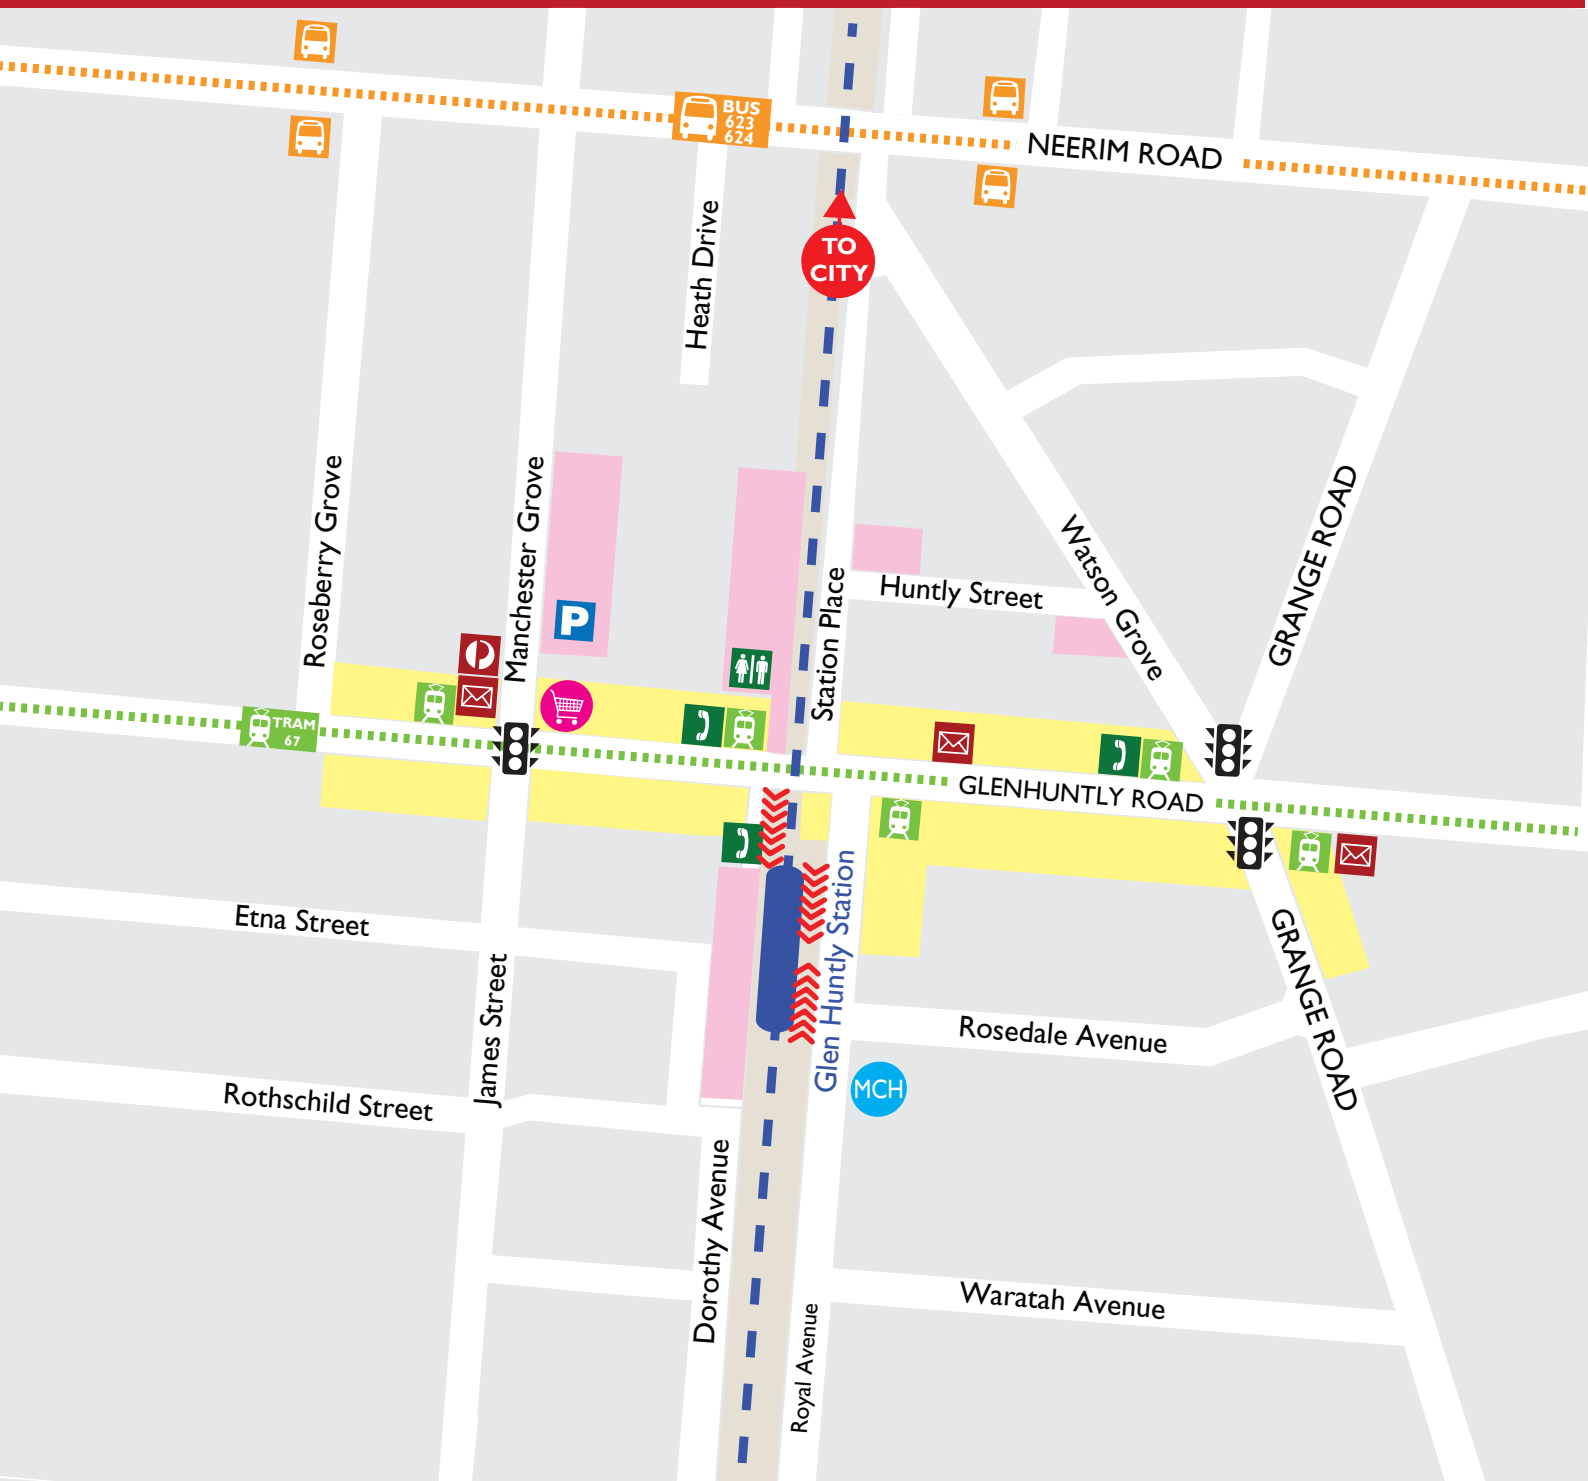 BUS
623
624
NEERIM ROAD
Heath Drive
TO
CITY
Roseberry Grove
Manchester Grove
Station Place
Huntly Street
Watson Grove
GRANGE ROAD
P
TRAM
67
GLENHUNTLY ROAD
Etna Street
James Street
Glen Huntly Station
GRANGE ROAD
Rosedale Avenue
Rothschild Street
MCH
Dorothy Avenue
Royal Avenue
Waratah Avenue